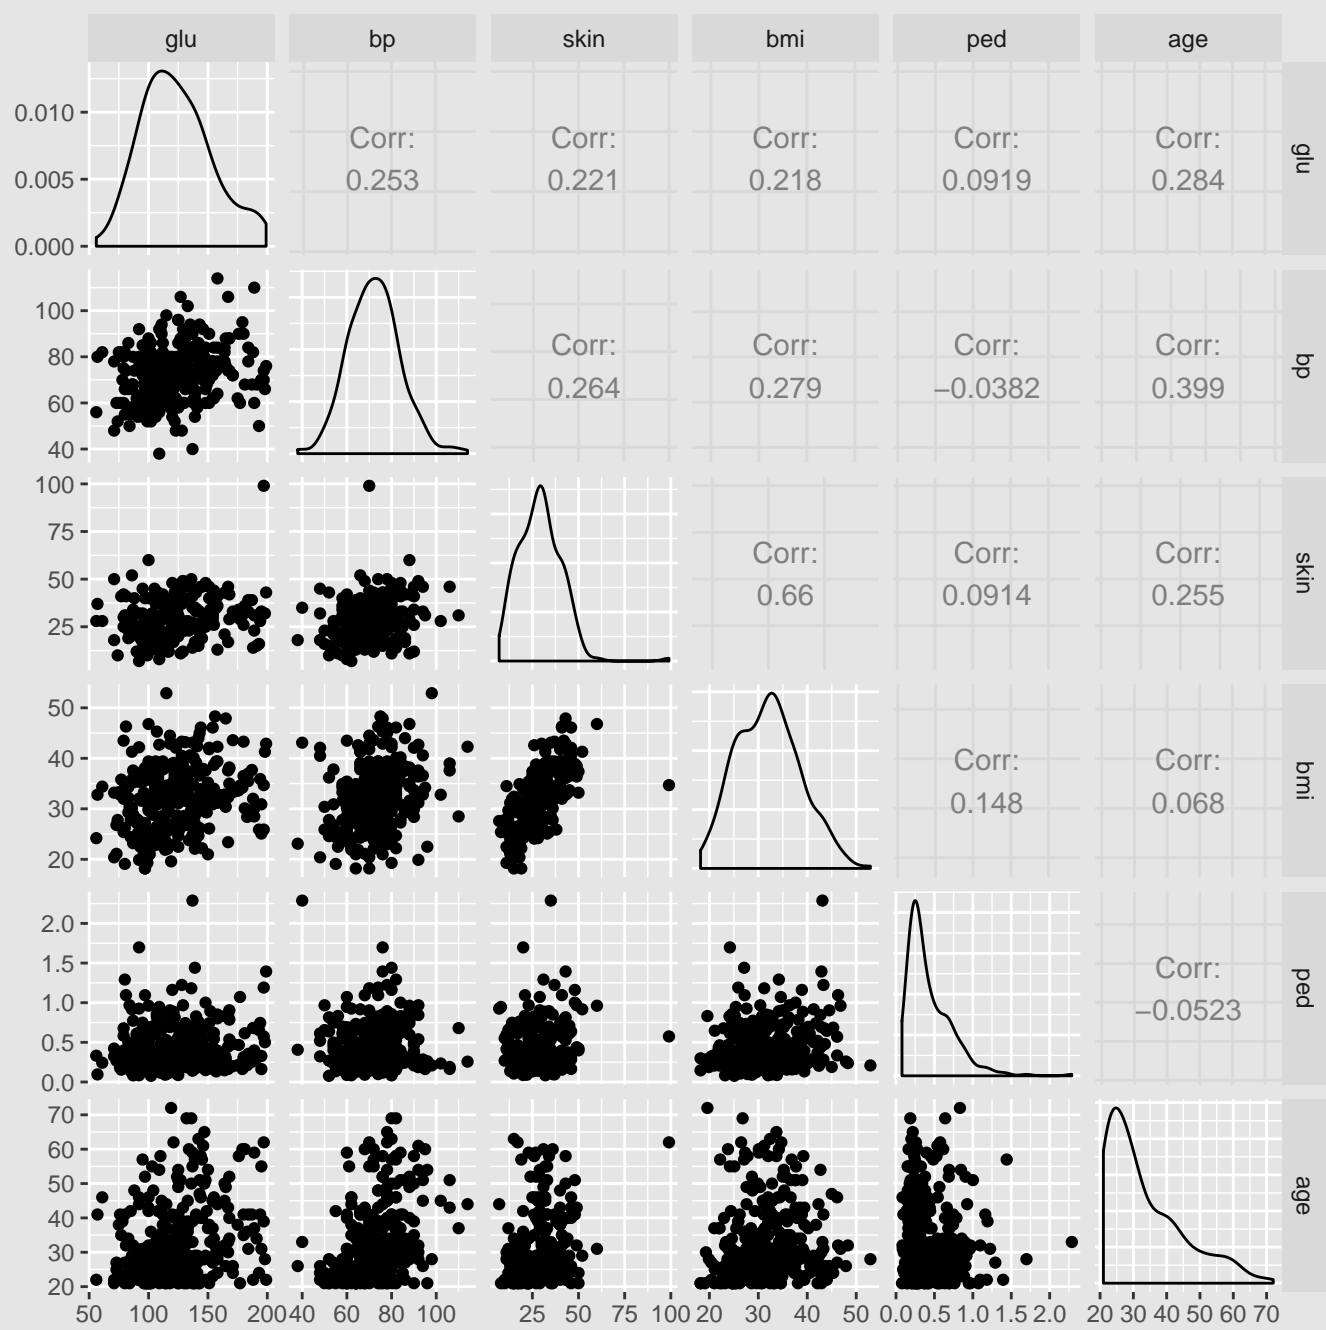 glu bp skin bmi ped age
0.010
0.005
0.000
Corr:
0.253
Corr:
0.221
Corr:
0.218
Corr:
0.0919
Corr:
0.284
glu
100
80
60
40
Corr:
0.264
Corr:
0.279
Corr:
−0.0382
Corr:
0.399
bp
100
75
50
25
Corr:
0.66
Corr:
0.0914
Corr:
0.255
skin
50
40
30
20
Corr:
0.148
Corr:
0.068
bmi
2.0
1.5
1.0
0.5
0.0
Corr:
−0.0523
ped
70
60
50
40
30
20
age
50 100 150 200 40 60 80 100 25 50 75 100 20 30 40 50 0.0 0.5 1.0 1.5 2.0 20 30 40 50 60 70